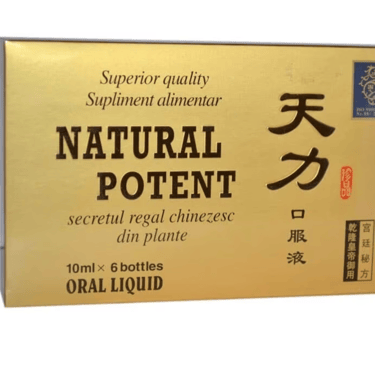 Superior quality
Supliment alimentar
NATURAL
POTENT
secretul regal chinezesc
din plante
10ml× 6 bottles
ORAL LIQUID
天力
口服液
宫廷秘方
乾隆皇帝御用